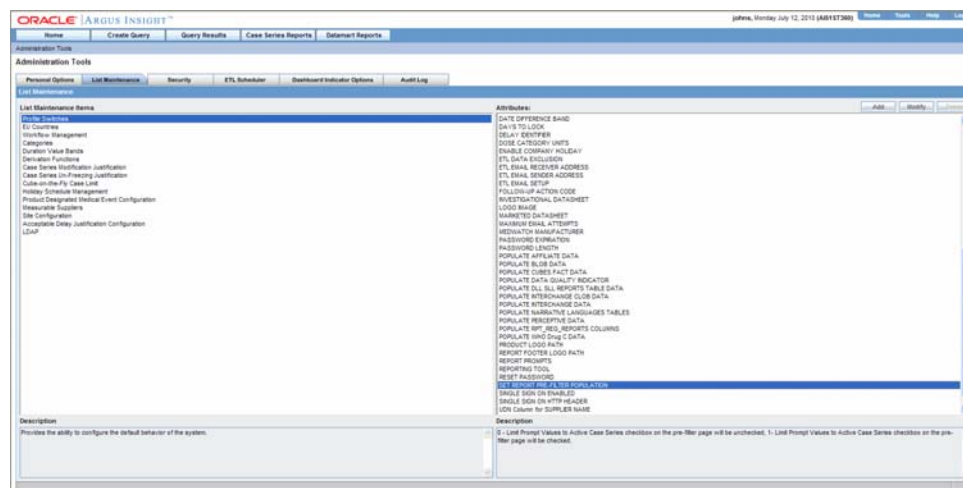 ORACLE ARGUS INSIGHT™
johns, Monday July 12, 2010
Home Tools Help
Home Create Query Query Results Case Series Reports Datamart Reports
Administration Tools
Administration Tools
Personal Options List Maintenance Security ETL Scheduler Dashboard Indicator Options Audit Log
List Maintenance
List Maintenance Items
Profile Switches
EU Countries
Workflow Management
Categories
Duration Value Bands
Derivation Functions
Case Series Modification Justification
Case Series Un-Freezing Justification
Cube-on-the-Fly Case Limit
Holiday Schedule Management
Product Designated Medical Event Configuration
Measurable Suppliers
Site Configuration
Acceptable Delay Justification Configuration
LDAP
Description
Provides the ability to configure the default behavior of the system.
Attributes:
Add Modify
DATE DIFFERENCE BAND
DAYS TO LOCK
DELAY IDENTIFIER
DOSE CATEGORY UNITS
ENABLE COMPANY HOLIDAY
ETL DATA EXCLUSION
ETL EMAIL RECEIVER ADDRESS
ETL EMAIL SENDER ADDRESS
ETL EMAIL SETUP
FOLLOW-UP ACTION CODE
INVESTIGATIONAL DATASHEET
LOGO IMAGE
MARKETED DATASHEET
MAXIMUM EMAIL ATTEMPTS
MEDWATCH MANUFACTURER
PASSWORD EXPIRATION
PASSWORD LENGTH
POPULATE AFFILIATE DATA
POPULATE BLOB DATA
POPULATE CUBES FACT DATA
POPULATE DATA QUALITY INDICATOR
POPULATE DLL SLL REPORTS TABLE DATA
POPULATE INTERCHANGE CLOB DATA
POPULATE INTERCHANGE DATA
POPULATE NARRATIVE LANGUAGES TABLES
POPULATE PERCEPTIVE DATA
POPULATE RPT_REG_REPORTS COLUMNS
POPULATE WHO Drug C DATA
PRODUCT LOGO PATH
REPORT FOOTER LOGO PATH
REPORT PROMPTS
REPORTING TOOL
RESET PASSWORD
SET REPORT PRE-FILTER POPULATION
SINGLE SIGN ON ENABLED
SINGLE SIGN ON HTTP HEADER
UDN Column for SUPPLIER NAME
Description
0 - Limit Prompt Values to Active Case Series checkbox on the pre-filter page will be unchecked, 1- Limit Prompt Values to Active Case Series checkbox on the pre-
filter page will be checked.